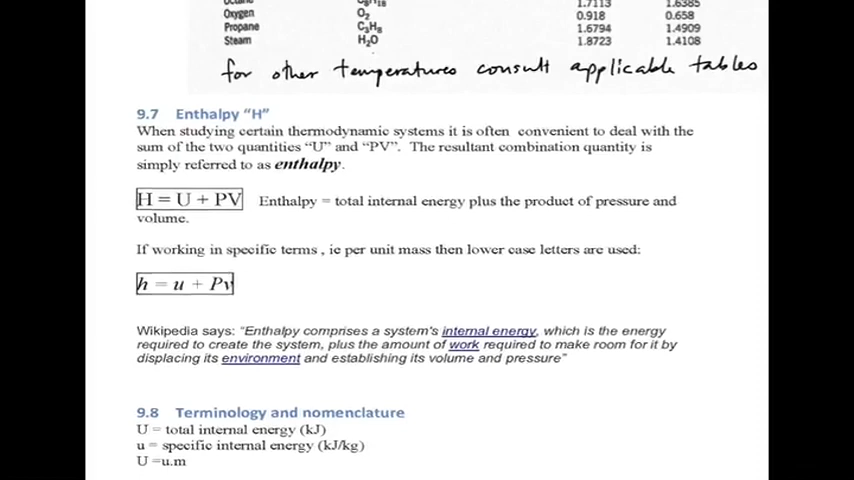 Octane C8H18 1.7113 1.6385
Oxygen O₂ 0.918 0.658
Propane C₃H₈ 1.6794 1.4909
Steam H₂O 1.8723 1.4108
for other temperatures consult applicable tables
9.7 Enthalpy "H"
When studying certain thermodynamic systems it is often convenient to deal with the
sum of the two quantities "U" and "PV". The resultant combination quantity is
simply referred to as enthalpy.
H = U + PV Enthalpy = total internal energy plus the product of pressure and
volume.
If working in specific terms , ie per unit mass then lower case letters are used:
h = u + Pv
Wikipedia says: "Enthalpy comprises a system's internal energy, which is the energy
required to create the system, plus the amount of work required to make room for it by
displacing its environment and establishing its volume and pressure"
9.8 Terminology and nomenclature
U = total internal energy (kJ)
u = specific internal energy (kJ/kg)
U =u.m